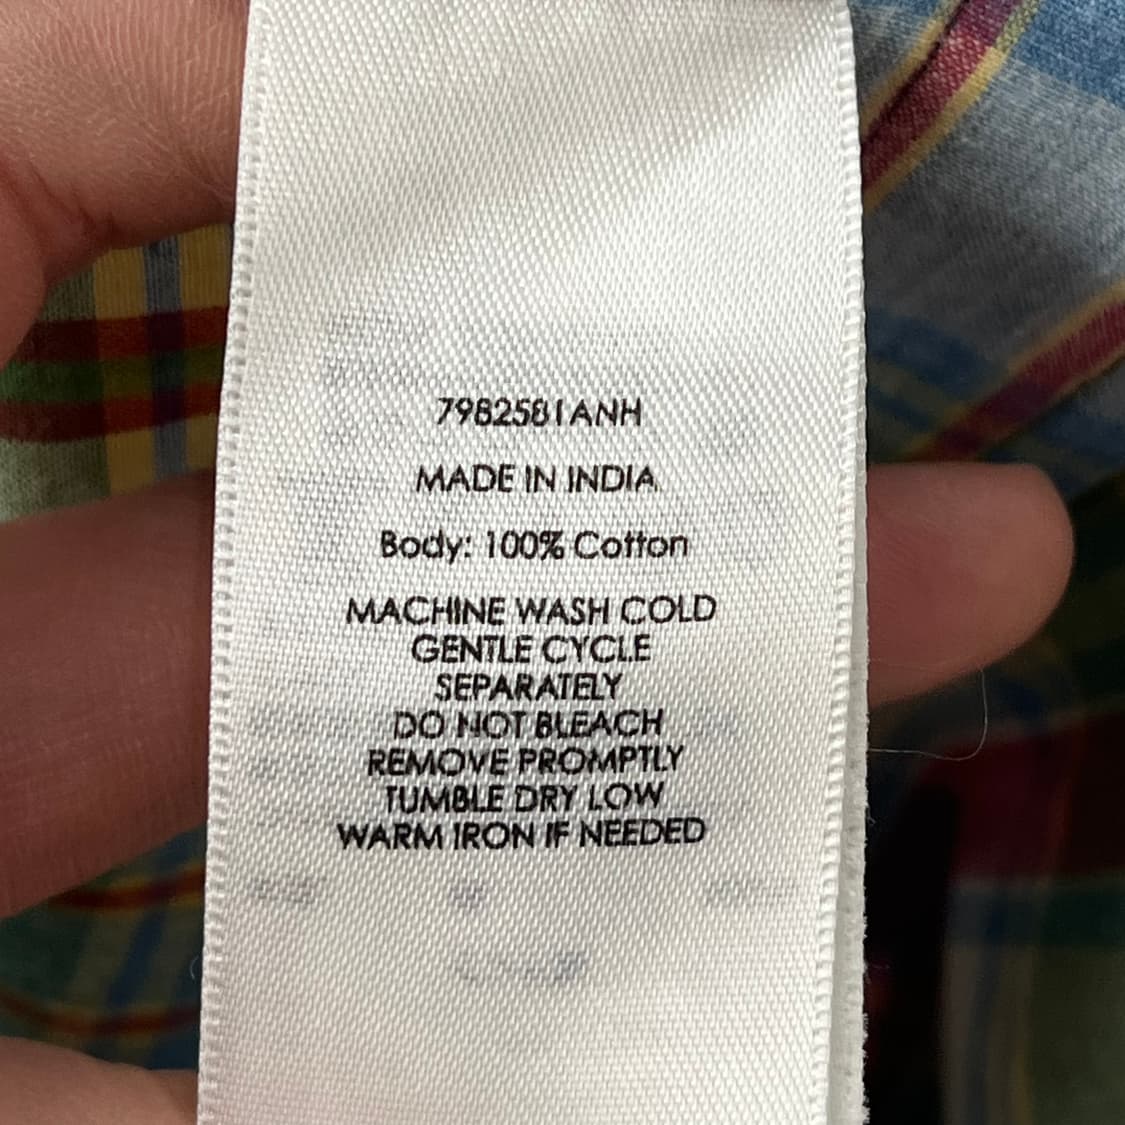 7982581ANH
MADE IN INDIA
Body: 100% Cotton
MACHINE WASH COLD
GENTLE CYCLE
SEPARATELY
DO NOT BLEACH
REMOVE PROMPTLY
TUMBLE DRY LOW
WARM IRON IF NEEDED